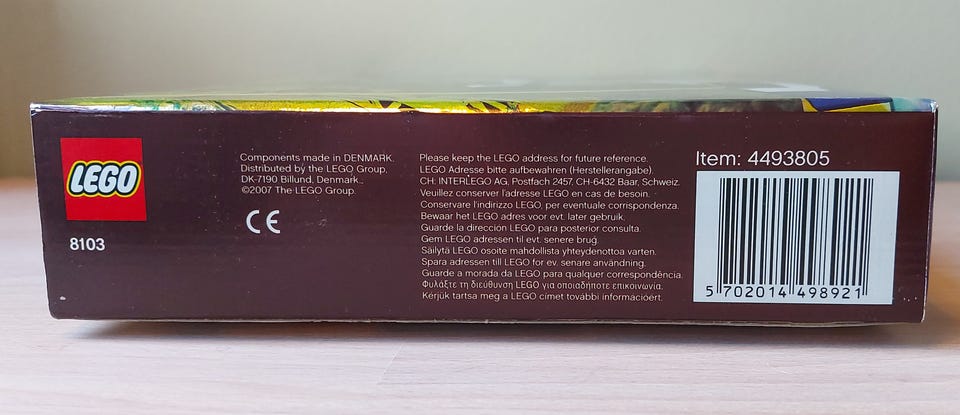 LEGO
8103
Components made in DENMARK.
Distributed by the LEGO Group,
DK-7190 Billund, Denmark.
©2007 The LEGO Group.
CE
Please keep the LEGO address for future reference.
LEGO Adresse bitte aufbewahren (Herstellerangabe).
CH: INTERLEGO AG, Postfach 2457, CH-6432 Baar, Schweiz.
Veuillez conserver l'adresse LEGO en cas de besoin.
Conservare l'indirizzo LEGO, per eventuale corrispondenza.
Bewaar het LEGO adres voor evt. later gebruik.
Guarde la direccion LEGO para posterior consulta.
Gem LEGO adressen til evt. senere brug.
Säilytä LEGO osoite mahdollista yhteydenottoa varten.
Spara adressen till LEGO for ev. senare användning.
Guarde a morada da LEGO para qualquer correspondência.
Φυλάξτε τη διεύθυνση LEGO για οποιαδήποτε επικοινωνία.
Kérjük tartsa meg a LEGO címet további információért.
Item: 4493805
5 702014 498921